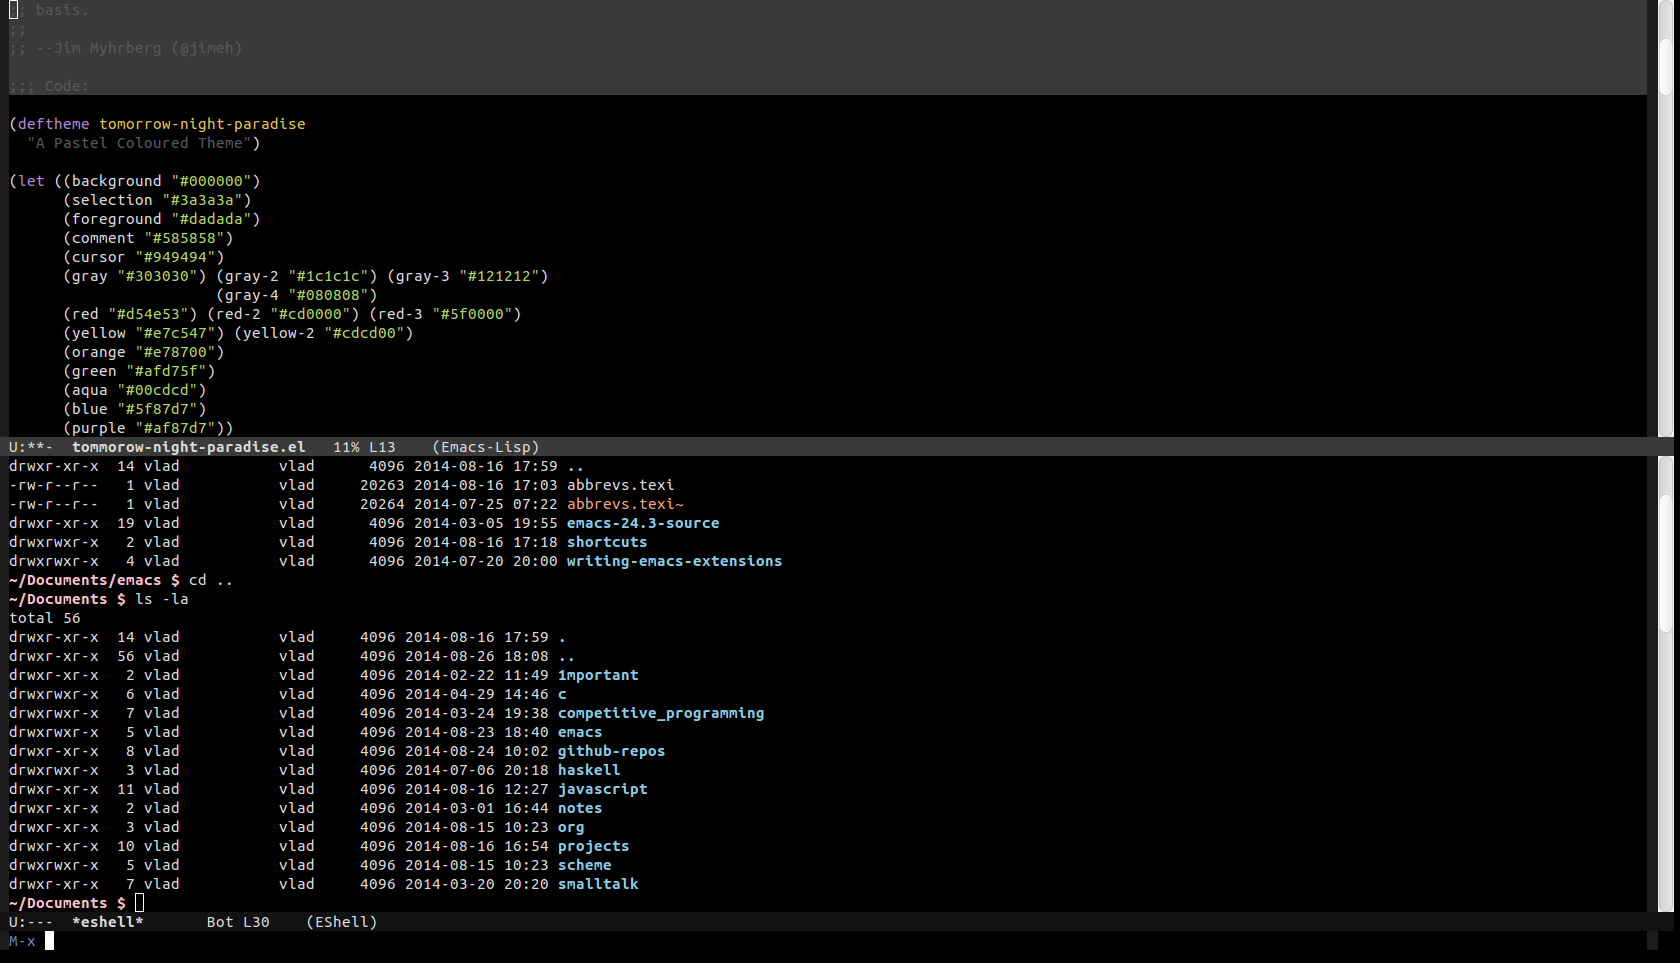 ;; basis.
;;
;; --Jim Myhrberg (@jimeh)
;;; Code:
(deftheme tomorrow-night-paradise
  "A Pastel Coloured Theme")
(let ((background "#000000")
      (selection "#3a3a3a")
      (foreground "#dadada")
      (comment "#585858")
      (cursor "#949494")
      (gray "#303030") (gray-2 "#1c1c1c") (gray-3 "#121212")
                       (gray-4 "#080808")
      (red "#d54e53") (red-2 "#cd0000") (red-3 "#5f0000")
      (yellow "#e7c547") (yellow-2 "#cdcd00")
      (orange "#e78700")
      (green "#afd75f")
      (aqua "#00cdcd")
      (blue "#5f87d7")
      (purple "#af87d7"))
U:**-  tommorow-night-paradise.el   11% L13    (Emacs-Lisp)
drwxr-xr-x  14 vlad           vlad      4096 2014-08-16 17:59 ..
-rw-r--r--   1 vlad           vlad     20263 2014-08-16 17:03 abbrevs.texi
-rw-r--r--   1 vlad           vlad     20264 2014-07-25 07:22 abbrevs.texi~
drwxr-xr-x  19 vlad           vlad      4096 2014-03-05 19:55 emacs-24.3-source
drwxrwxr-x   2 vlad           vlad      4096 2014-08-16 17:18 shortcuts
drwxrwxr-x   4 vlad           vlad      4096 2014-07-20 20:00 writing-emacs-extensions
~/Documents/emacs $ cd ..
~/Documents $ ls -la
total 56
drwxr-xr-x  14 vlad           vlad     4096 2014-08-16 17:59 .
drwxr-xr-x  56 vlad           vlad     4096 2014-08-26 18:08 ..
drwxr-xr-x   2 vlad           vlad     4096 2014-02-22 11:49 1mportant
drwxrwxr-x   6 vlad           vlad     4096 2014-04-29 14:46 c
drwxrwxr-x   7 vlad           vlad     4096 2014-03-24 19:38 competitive_programming
drwxrwxr-x   5 vlad           vlad     4096 2014-08-23 18:40 emacs
drwxrwxr-x   8 vlad           vlad     4096 2014-08-24 10:02 github-repos
drwxrwxr-x   3 vlad           vlad     4096 2014-07-06 20:18 haskell
drwxr-xr-x  11 vlad           vlad     4096 2014-08-16 12:27 javascript
drwxr-xr-x   2 vlad           vlad     4096 2014-03-01 16:44 notes
drwxr-xr-x   3 vlad           vlad     4096 2014-08-15 10:23 org
drwxr-xr-x  10 vlad           vlad     4096 2014-08-16 16:54 projects
drwxrwxr-x   5 vlad           vlad     4096 2014-08-15 10:23 scheme
drwxr-xr-x   7 vlad           vlad     4096 2014-03-20 20:20 smalltalk
~/Documents $
U:---  *eshell*       Bot L30    (EShell)
M-x